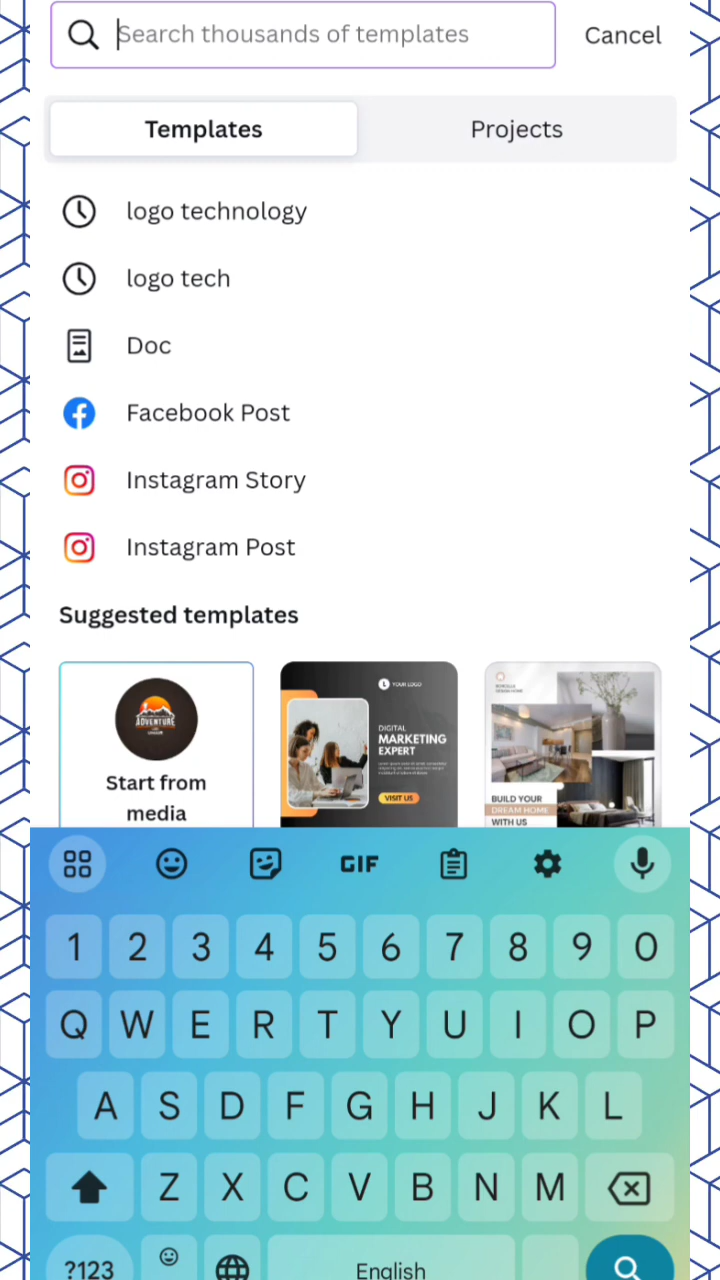 Search thousands of templates
Cancel
Templates
Projects
logo technology
logo tech
Doc
Facebook Post
Instagram Story
Instagram Post
Suggested templates
ADVENTURE
Start from
media
YOUR LOGO
DIGITAL
MARKETING
EXPERT
VISIT US
BUILD YOUR
DREAM HOME
WITH US
GIF
1 2 3 4 5 6 7 8 9 0
Q W E R T Y U I O P
A S D F G H J K L
Z X C V B N M
?123
English